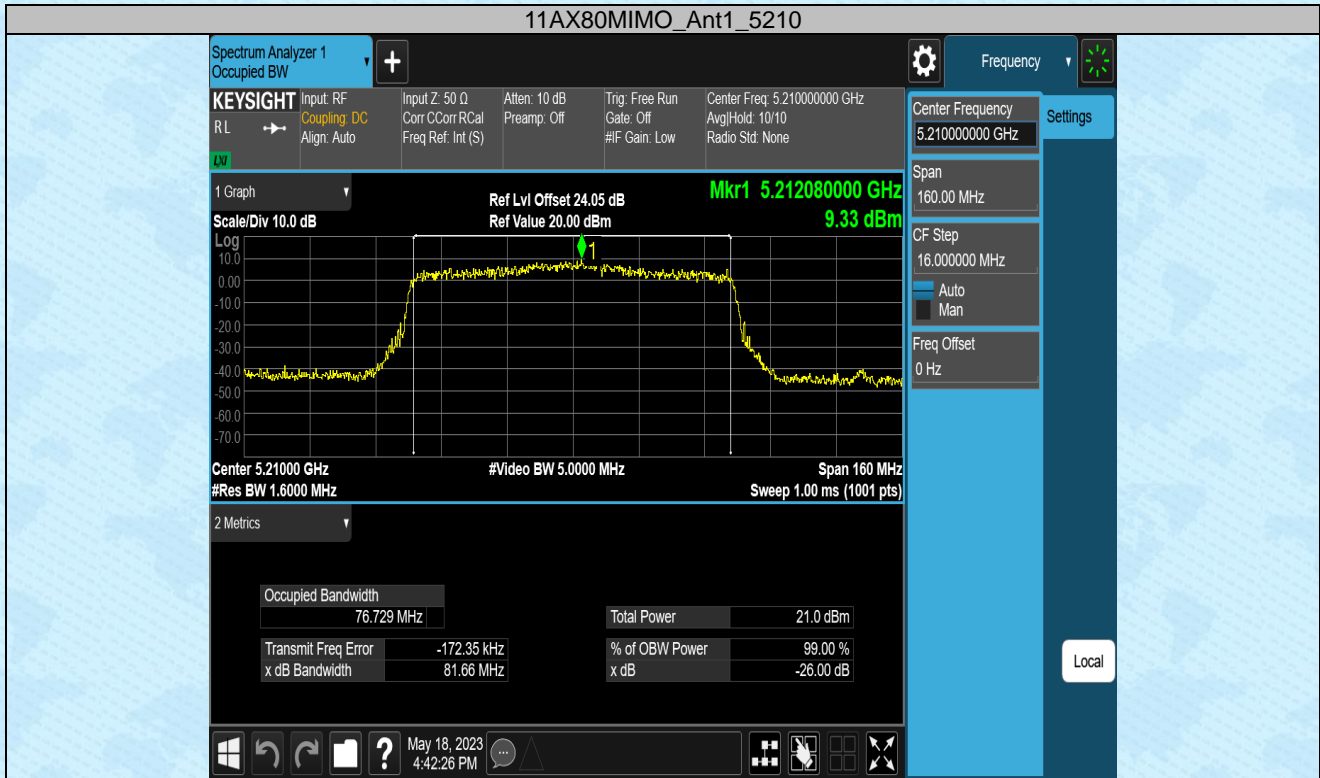 11AX80MIMO_Ant1_5210
Spectrum Analyzer 1
Occupied BW
Frequency
KEYSIGHT
R L
LXI
Input: RF
Coupling: DC
Align: Auto
Input Z: 50 Ω
Corr CCorr RCal
Freq Ref: Int (S)
Atten: 10 dB
Preamp: Off
Trig: Free Run
Gate: Off
#IF Gain: Low
Center Freq: 5.210000000 GHz
Avg|Hold: 10/10
Radio Std: None
Center Frequency
5.210000000 GHz
Settings
Span
160.00 MHz
CF Step
16.000000 MHz
Auto
Man
Freq Offset
0 Hz
Local
1 Graph
Scale/Div 10.0 dB
Ref Lvl Offset 24.05 dB
Ref Value 20.00 dBm
Mkr1 5.212080000 GHz
9.33 dBm
Log
10.0
0.00
-10.0
-20.0
-30.0
-40.0
-50.0
-60.0
-70.0
1
Center 5.21000 GHz
#Video BW 5.0000 MHz
Span 160 MHz
#Res BW 1.6000 MHz
Sweep 1.00 ms (1001 pts)
2 Metrics
Occupied Bandwidth
76.729 MHz
Total Power 21.0 dBm
Transmit Freq Error -172.35 kHz
% of OBW Power 99.00 %
x dB Bandwidth 81.66 MHz
x dB -26.00 dB
?
May 18, 2023
4:42:26 PM